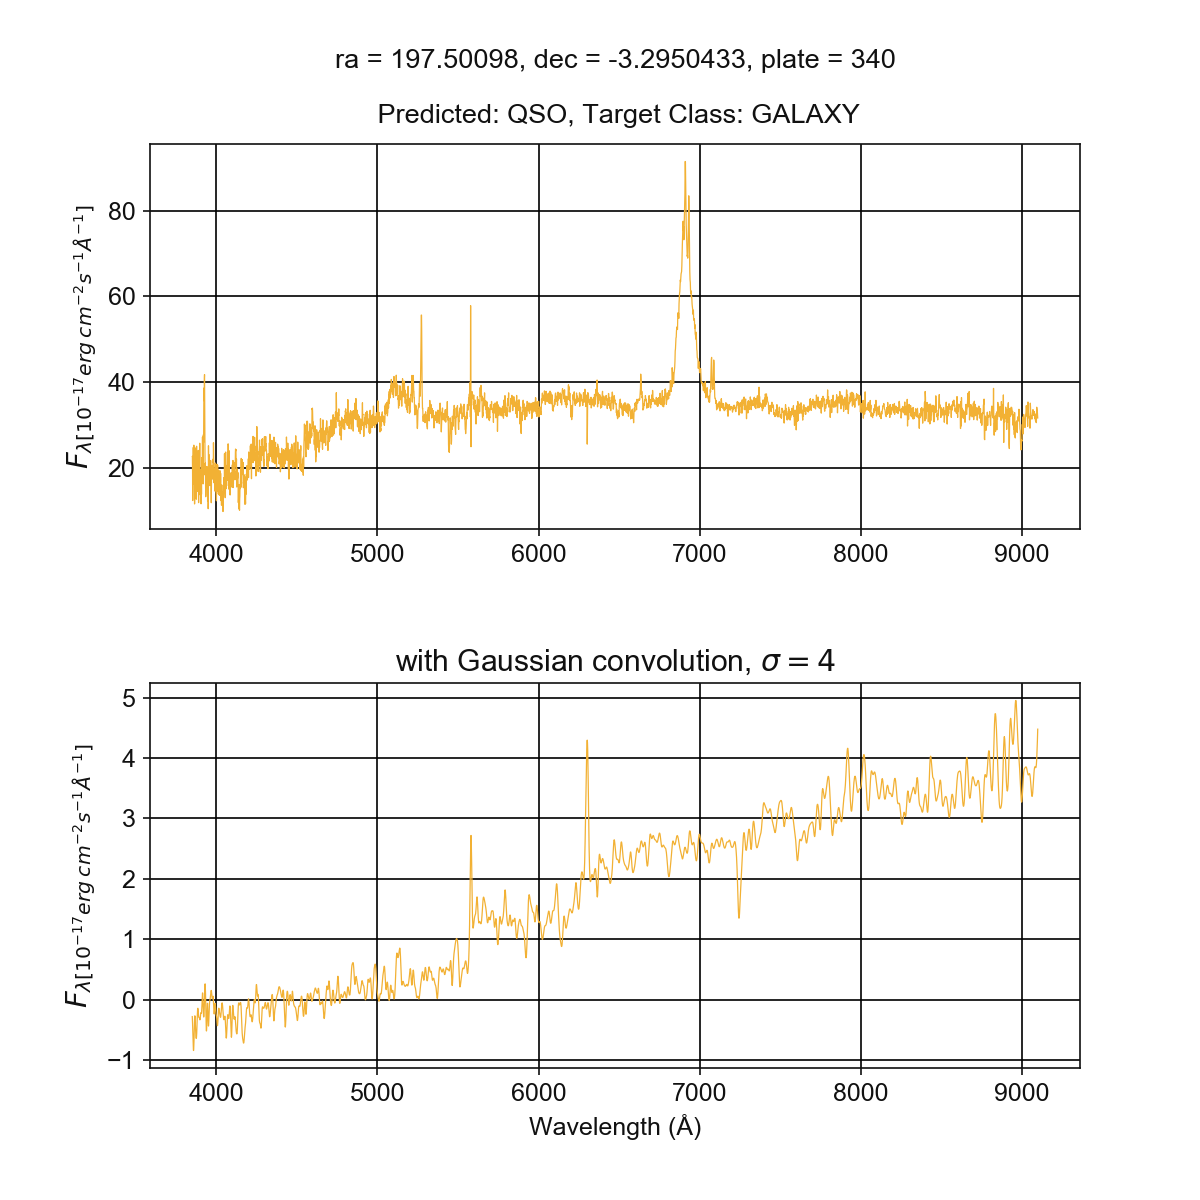 ra = 197.50098, dec = -3.2950433, plate = 340
Predicted: QSO, Target Class: GALAXY
F_λ[10^−17 erg cm^−2 s^−1 Å^−1]
80
60
40
20
4000 5000 6000 7000 8000 9000
with Gaussian convolution, σ = 4
F_λ[10^−17 erg cm^−2 s^−1 Å^−1]
5
4
3
2
1
0
−1
4000 5000 6000 7000 8000 9000
Wavelength (Å)